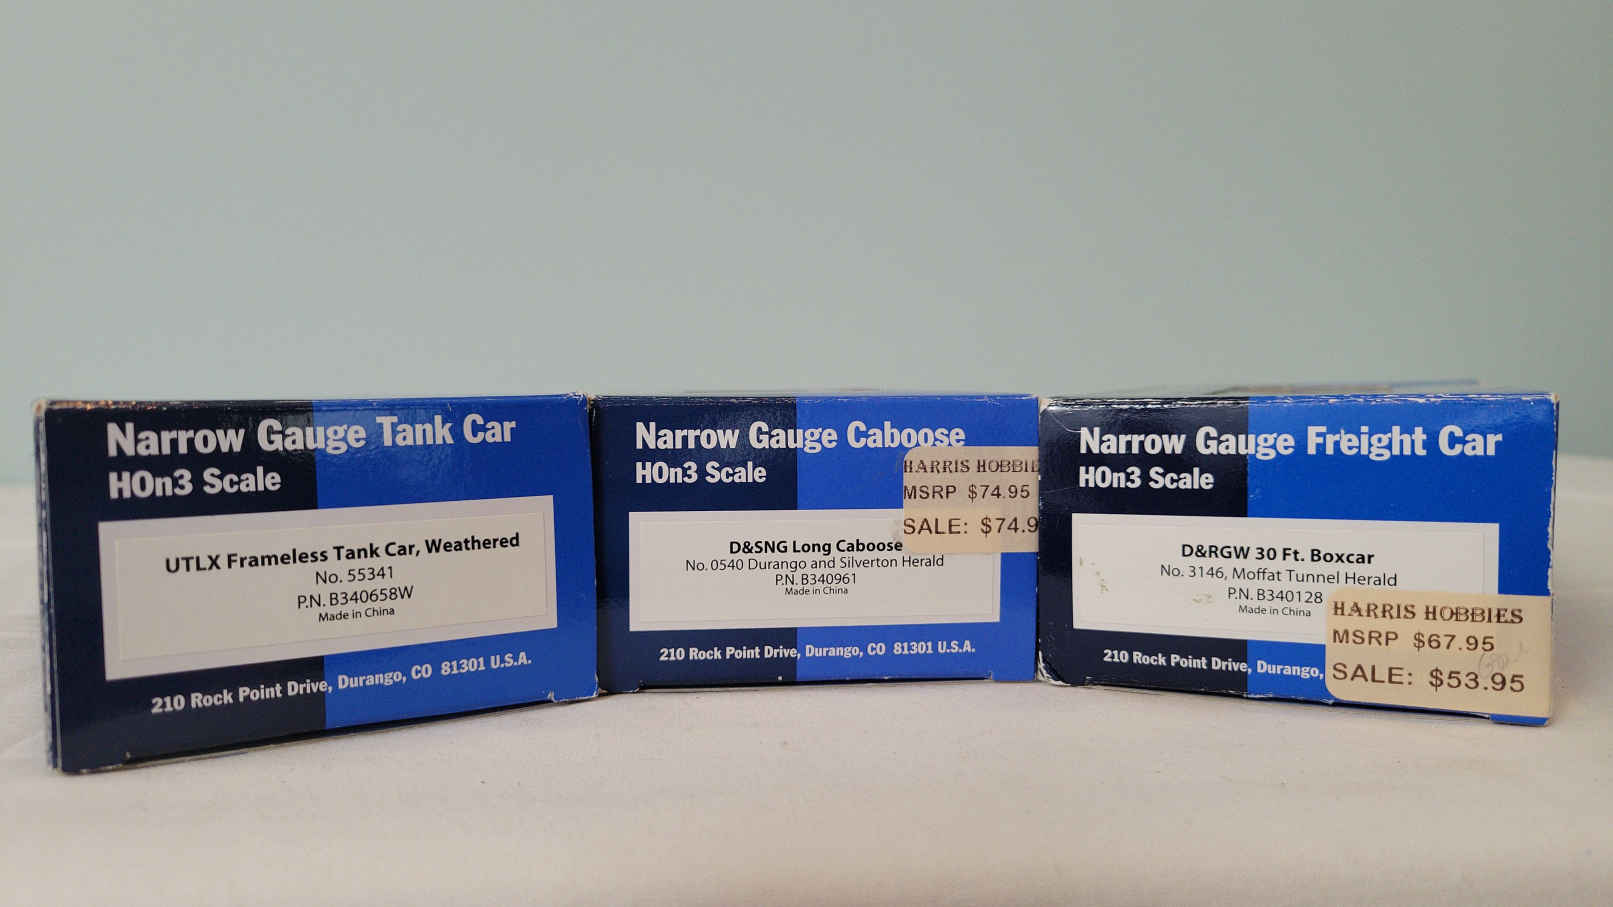 Narrow Gauge Tank Car
HOn3 Scale
UTLX Frameless Tank Car, Weathered
No. 55341
P.N. B340658W
Made in China
210 Rock Point Drive, Durango, CO 81301 U.S.A.
Narrow Gauge Caboose
HOn3 Scale
HARRIS HOBBIE
MSRP $74.95
SALE: $74.9
D&SNG Long Caboose
No. 0540 Durango and Silverton Herald
P.N. B340961
Made in China
210 Rock Point Drive, Durango, CO 81301 U.S.A.
Narrow Gauge Freight Car
HOn3 Scale
D&RGW 30 Ft. Boxcar
No. 3146, Moffat Tunnel Herald
P.N. B340128
Made in China
210 Rock Point Drive, Durango,
HARRIS HOBBIES
MSRP $67.95
SALE: $53.95